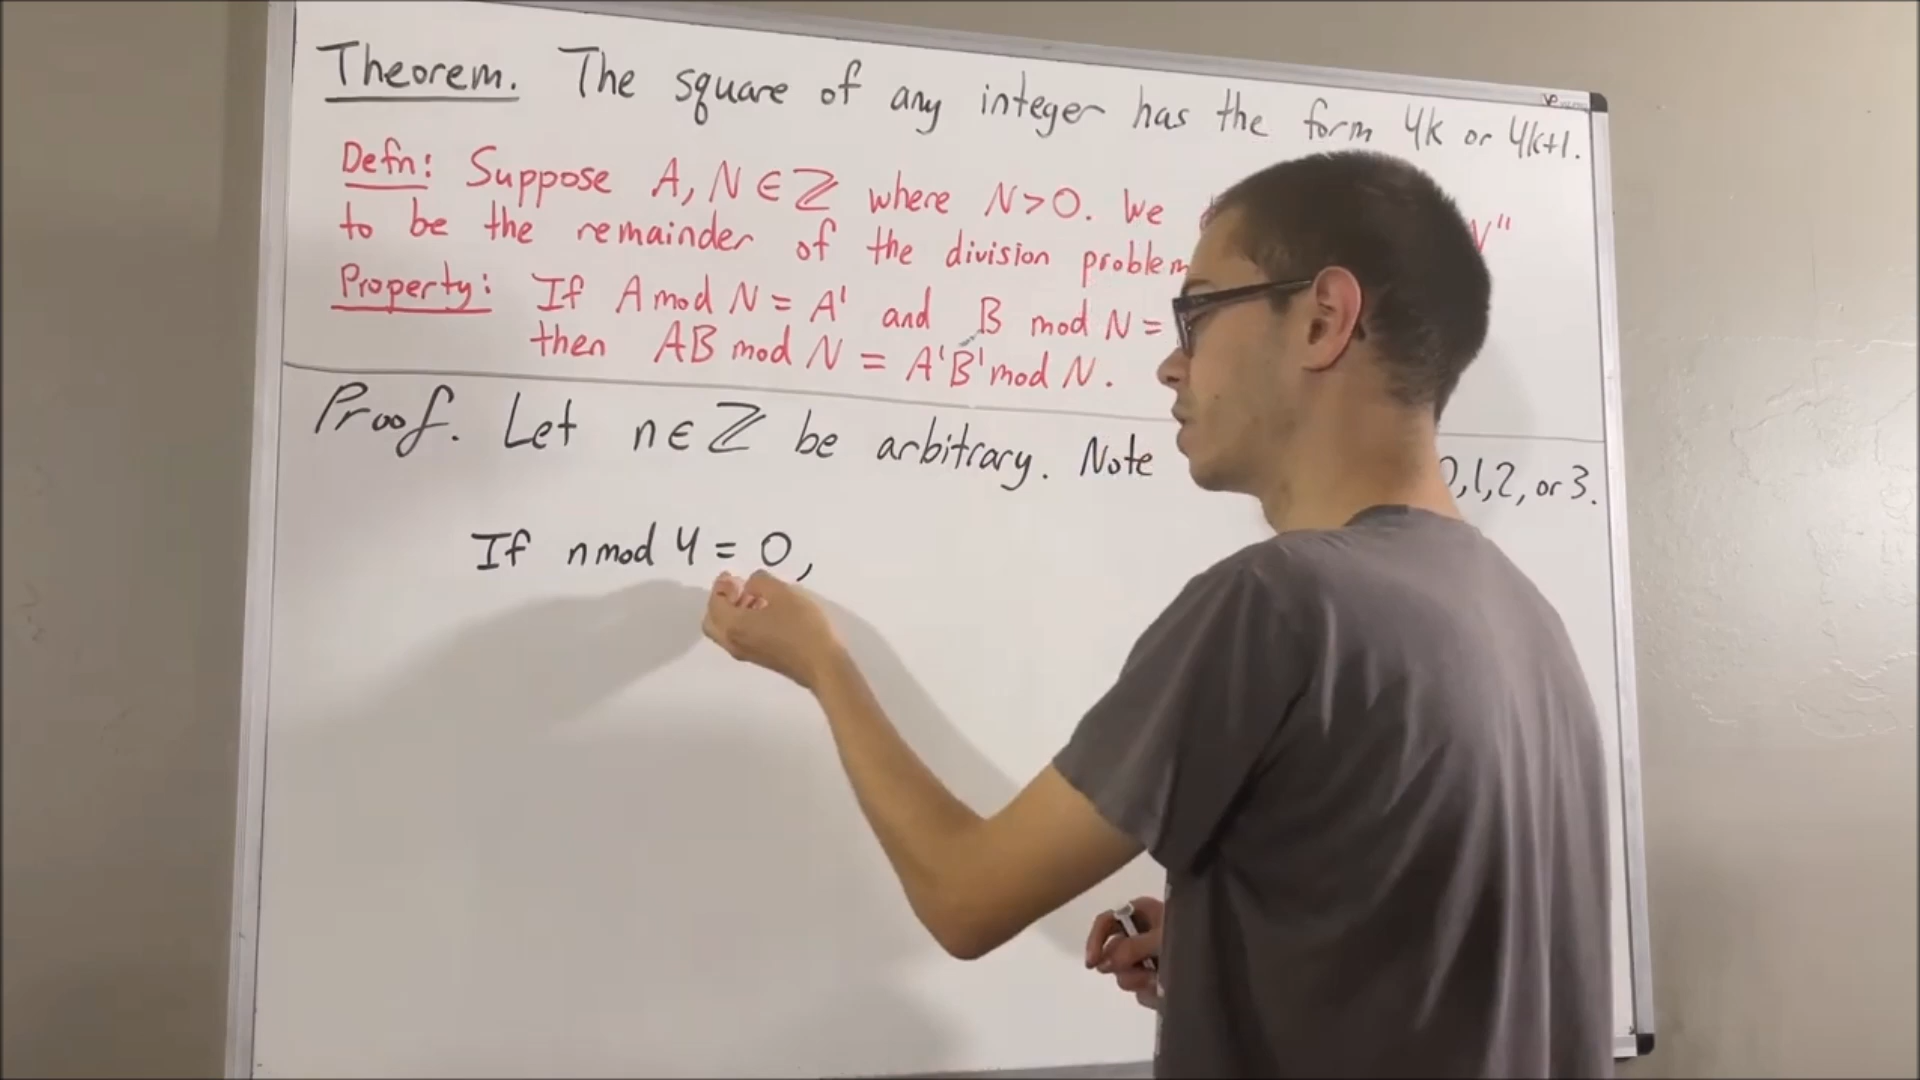 Theorem. The square of any integer has the form 4k or 4k+1.
Defn: Suppose A, N ∈ ℤ where N > 0. We N"
to be the remainder of the division problem
Property: If A mod N = A' and B mod N =
then AB mod N = A'B' mod N.
Proof. Let n ∈ ℤ be arbitrary. Note 0,1,2, or 3.
If n mod 4 = 0,